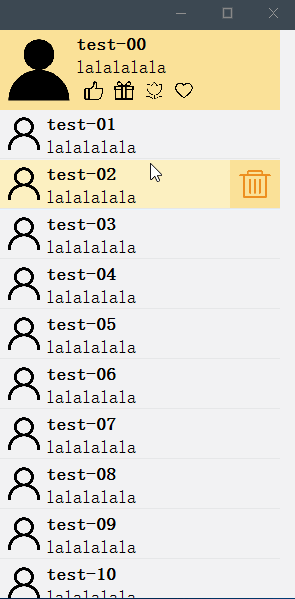 test-00
lalalalala
test-01
lalalalala
test-02
lalalalala
test-03
lalalalala
test-04
lalalalala
test-05
lalalalala
test-06
lalalalala
test-07
lalalalala
test-08
lalalalala
test-09
lalalalala
test-10
lalalalala